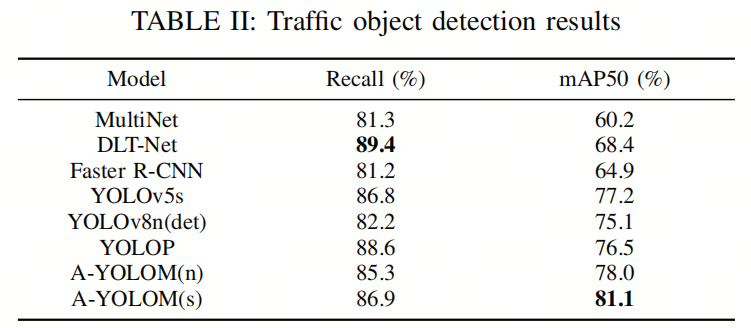 TABLE II: Traffic object detection results
Model Recall (%) mAP50 (%)
MultiNet 81.3 60.2
DLT-Net 89.4 68.4
Faster R-CNN 81.2 64.9
YOLOv5s 86.8 77.2
YOLOv8n(det) 82.2 75.1
YOLOP 88.6 76.5
A-YOLOM(n) 85.3 78.0
A-YOLOM(s) 86.9 81.1